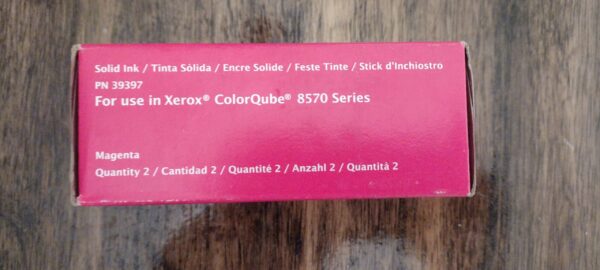 Solid Ink / Tinta Sólida / Encre Solide / Feste Tinte / Stick d'Inchiostro
PN 39397
For use in Xerox® ColorQube® 8570 Series
Magenta
Quantity 2 / Cantidad 2 / Quantité 2 / Anzahl 2 / Quantità 2